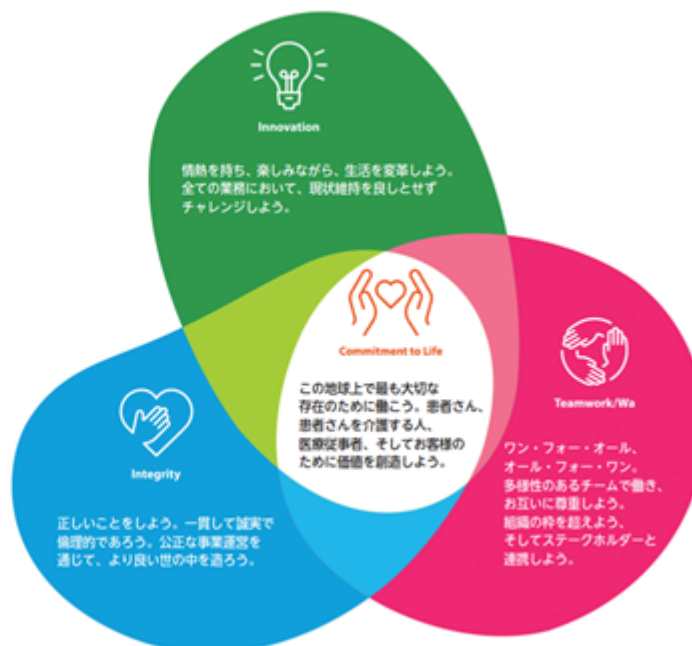 Innovation
情熱を持ち、楽しみながら、生活を変革しよう。
全ての業務において、現状維持を良しとせず
チャレンジしよう。
Commitment to Life
この地球上で最も大切な
存在のために働こう。患者さん、
患者さんを介護する人、
医療従事者、そしてお客様の
ために価値を創造しよう。
Teamwork/Wa
ワン・フォー・オール、
オール・フォー・ワン。
多様性のあるチームで働き、
お互いに尊重しよう。
組織の枠を超えよう、
そしてステークホルダーと
連携しよう。
Integrity
正しいことをしよう。一貫して誠実で
倫理的であろう。公正な事業運営を
通じて、より良い世の中を造ろう。